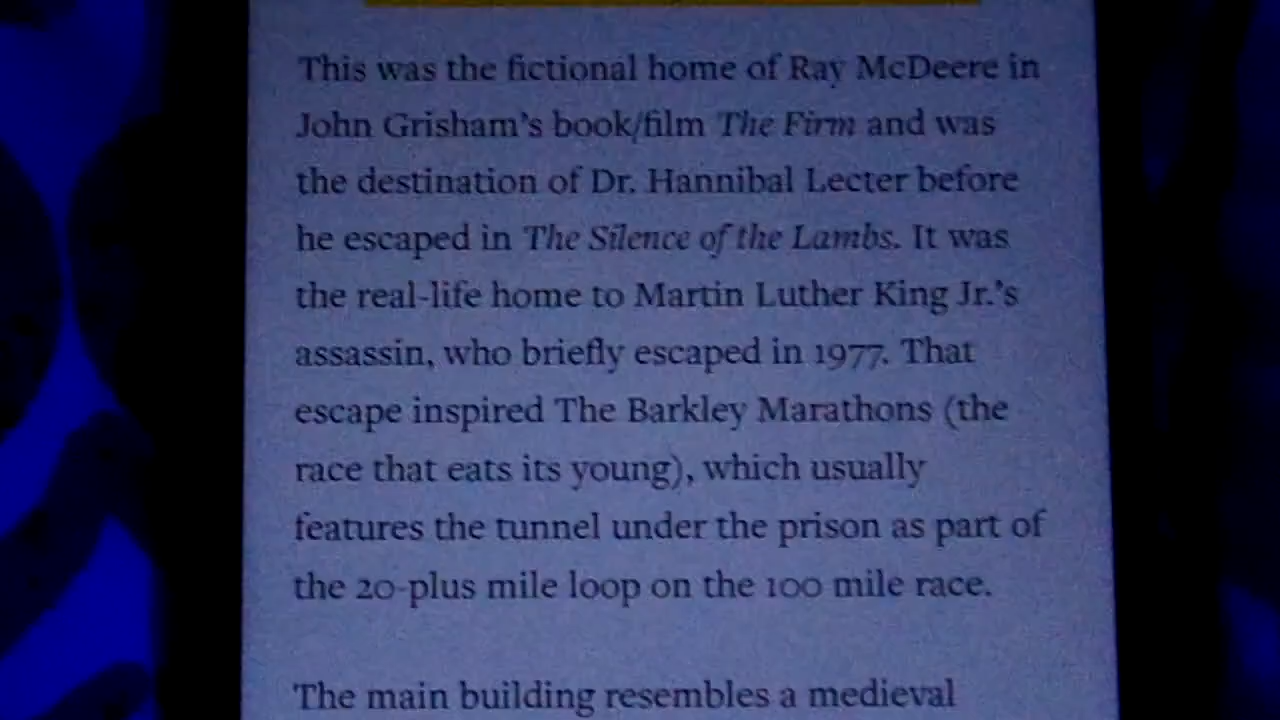 This was the fictional home of Ray McDeere in
John Grisham's book/film The Firm and was
the destination of Dr. Hannibal Lecter before
he escaped in The Silence of the Lambs. It was
the real-life home to Martin Luther King Jr.'s
assassin, who briefly escaped in 1977. That
escape inspired The Barkley Marathons (the
race that eats its young), which usually
features the tunnel under the prison as part of
the 20-plus mile loop on the 100 mile race.
The main building resembles a medieval